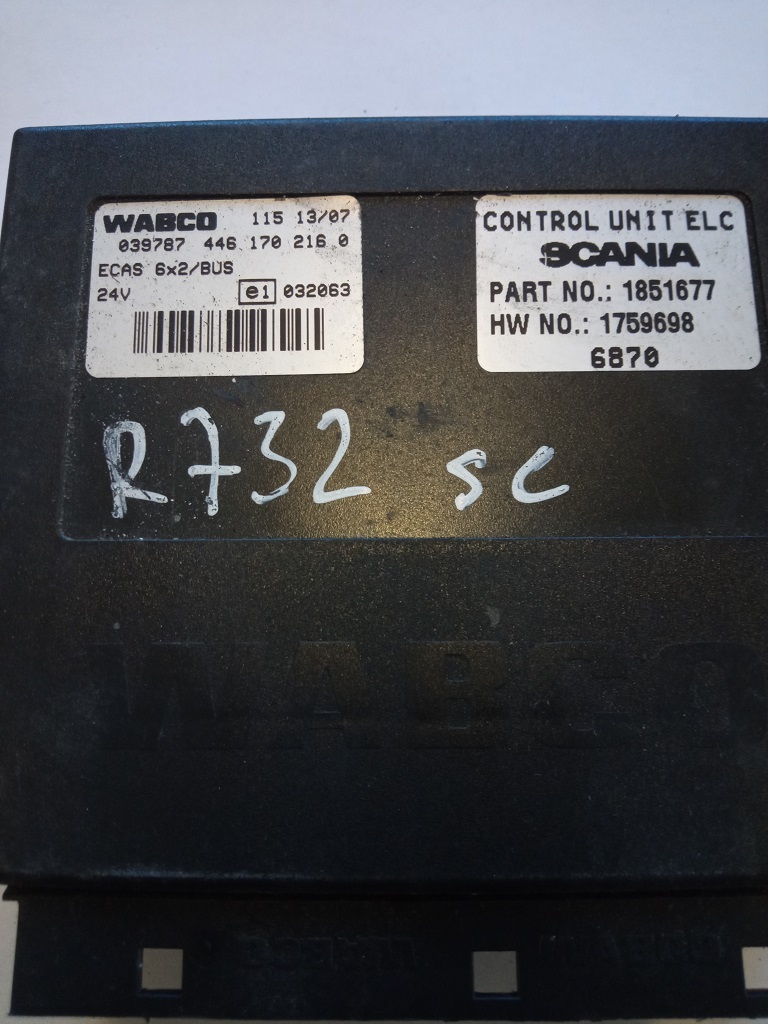 WABCO 115 13/07
039787 446 170 216 0
ECAS 6x2/BUS
24V e1 032063
CONTROL UNIT ELC
SCANIA
PART NO.: 1851677
HW NO.: 1759698
6870
R732 sc
WABCO